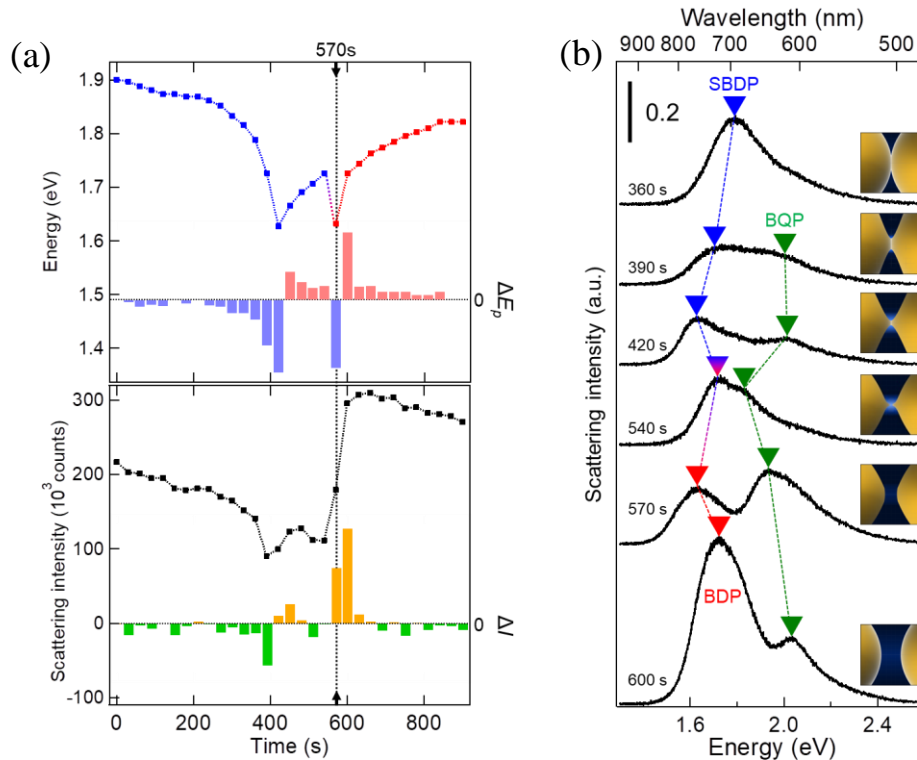 (a)
570s
1.9
1.8
1.7
1.6
1.5
1.4
Energy (eV)
0
ΔEp
300
200
100
0
-100
Scattering intensity (10³ counts)
0
ΔI
0 200 400 600 800
Time (s)
(b)
Wavelength (nm)
900 800 700 600 500
0.2
SBDP
360 s
BQP
390 s
420 s
540 s
570 s
BDP
600 s
Scattering intensity (a.u.)
1.6 2.0 2.4
Energy (eV)